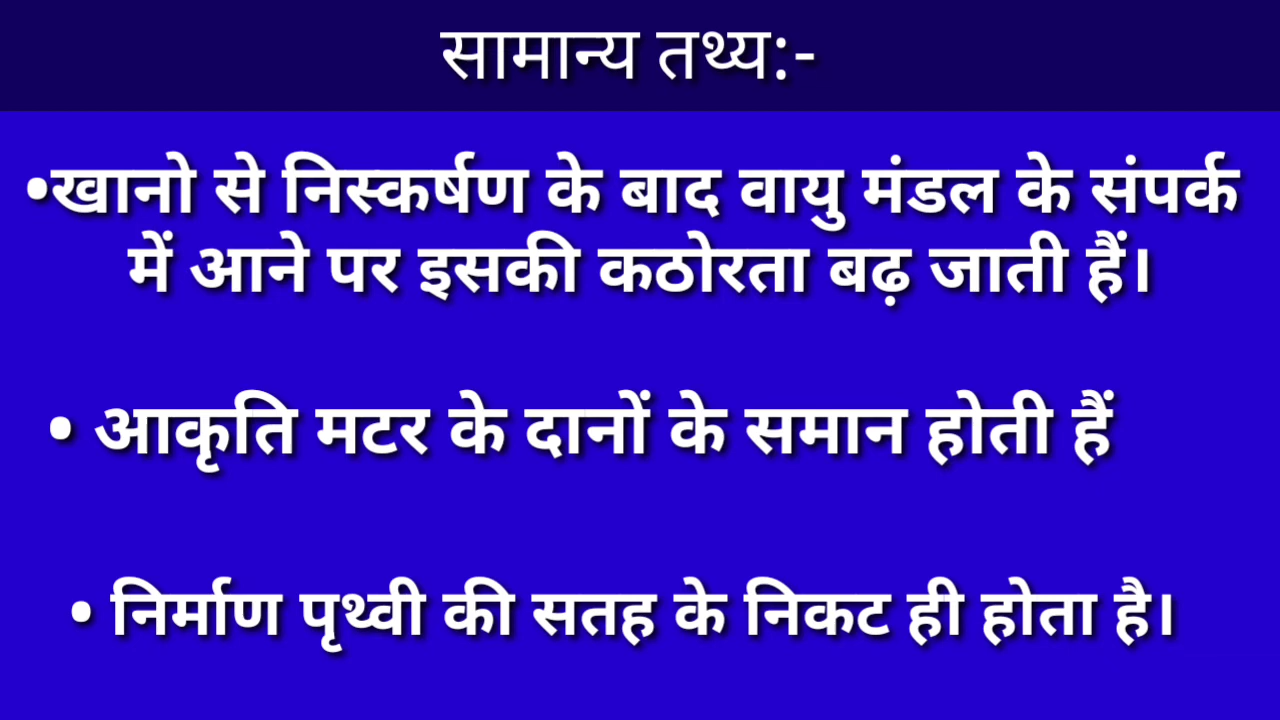 सामान्य तथ्य:-
•खानो से निस्कर्षण के बाद वायु मंडल के संपर्क
में आने पर इसकी कठोरता बढ़ जाती हैं।
• आकृति मटर के दानों के समान होती हैं
• निर्माण पृथ्वी की सतह के निकट ही होता है।